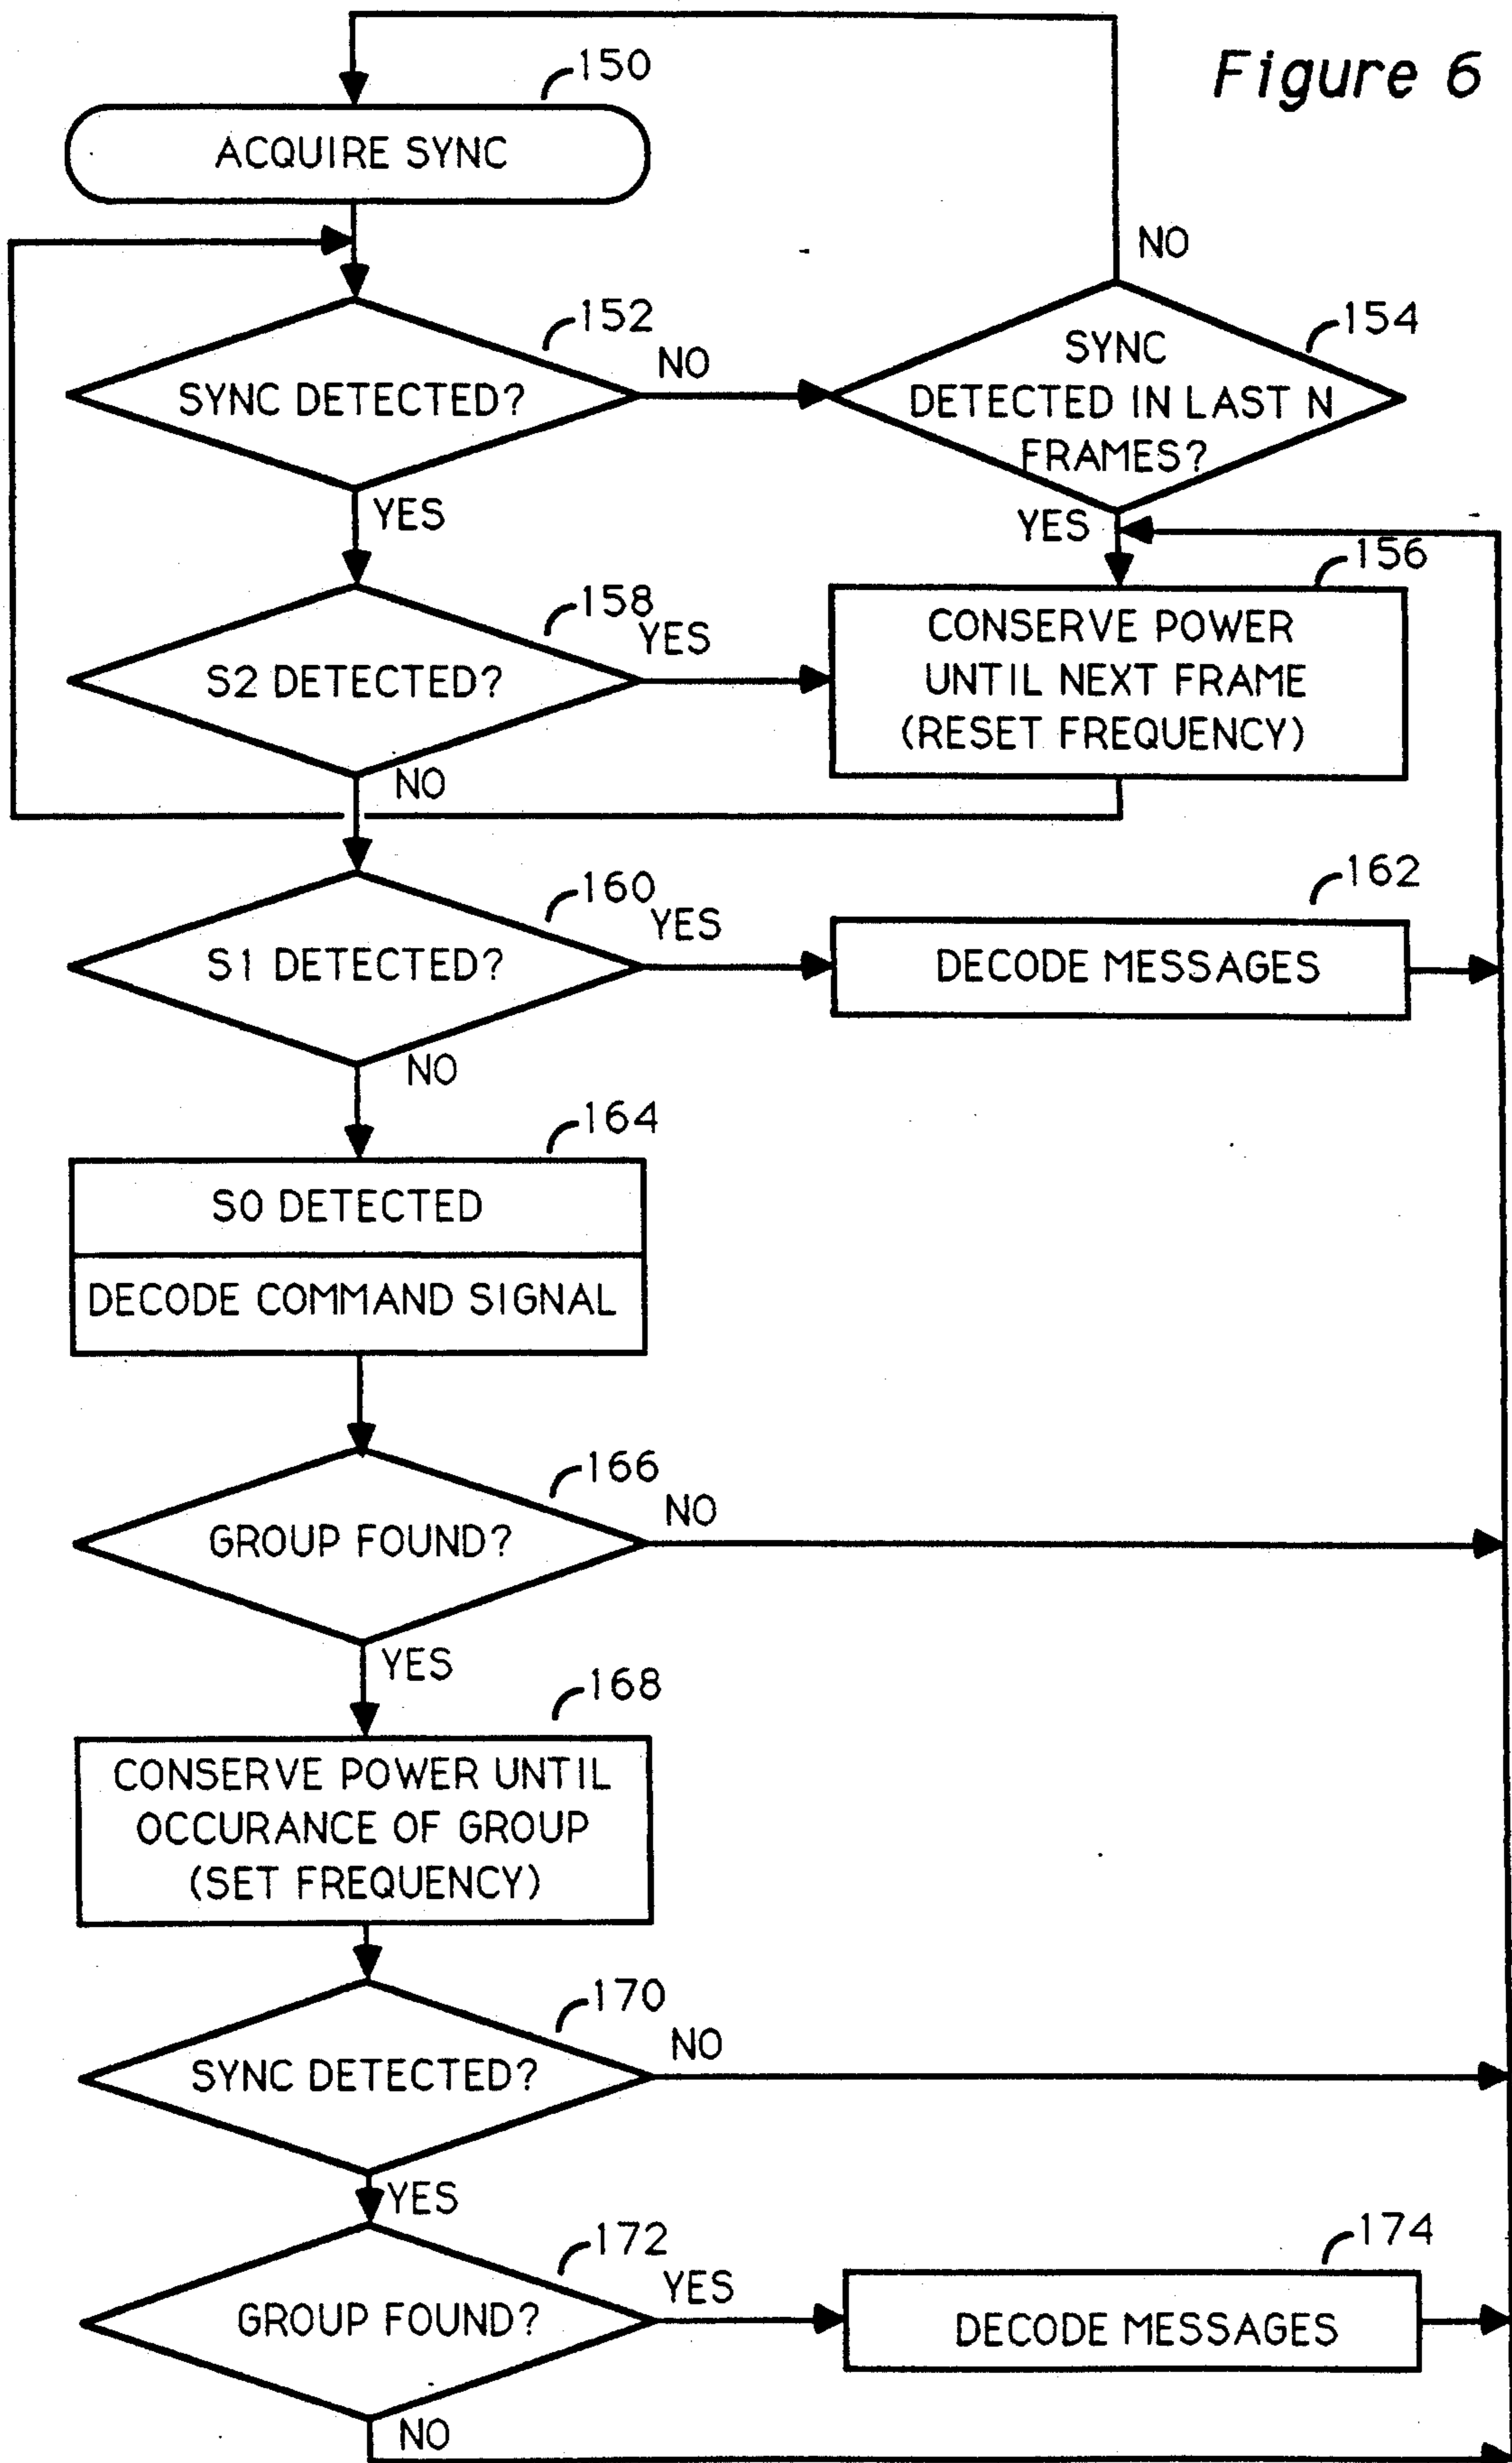 Figure 6
150
ACQUIRE SYNC
NO
152
SYNC DETECTED?
NO
154
SYNC
DETECTED IN LAST N
FRAMES?
YES
YES
156
CONSERVE POWER
UNTIL NEXT FRAME
(RESET FREQUENCY)
158
YES
S2 DETECTED?
NO
160
YES
S1 DETECTED?
162
DECODE MESSAGES
NO
164
S0 DETECTED
DECODE COMMAND SIGNAL
166
NO
GROUP FOUND?
YES
168
CONSERVE POWER UNTIL
OCCURANCE OF GROUP
(SET FREQUENCY)
170
NO
SYNC DETECTED?
YES
172
YES
GROUP FOUND?
174
DECODE MESSAGES
NO